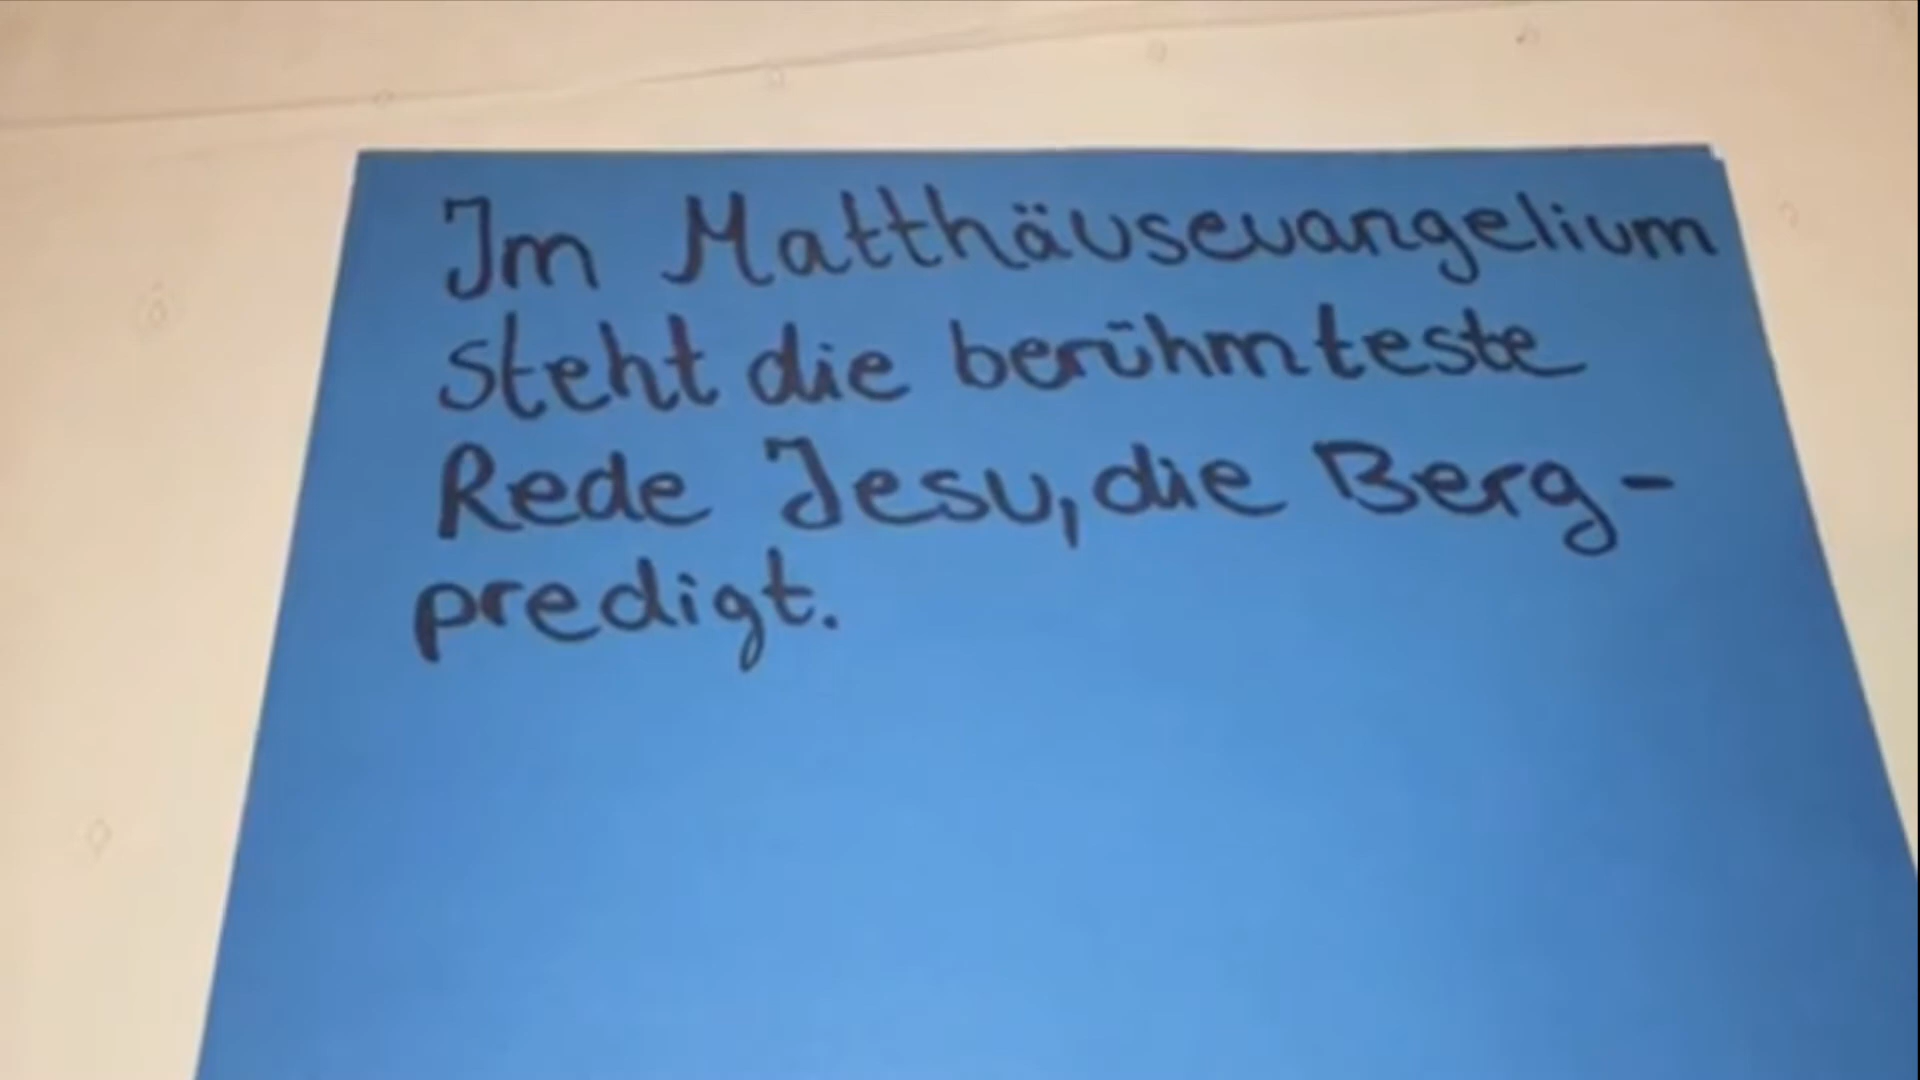 Im Matthäusevangelium
steht die berühmteste
Rede Jesu, die Berg-
predigt.